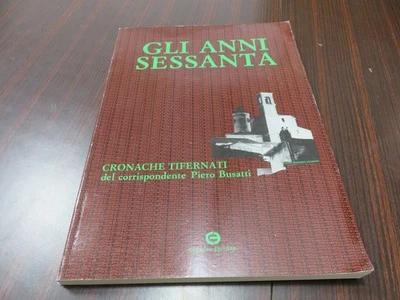 GLI ANNI
SESSANTA
CRONACHE TIFERNATI
del corrispondente Piero Busatti